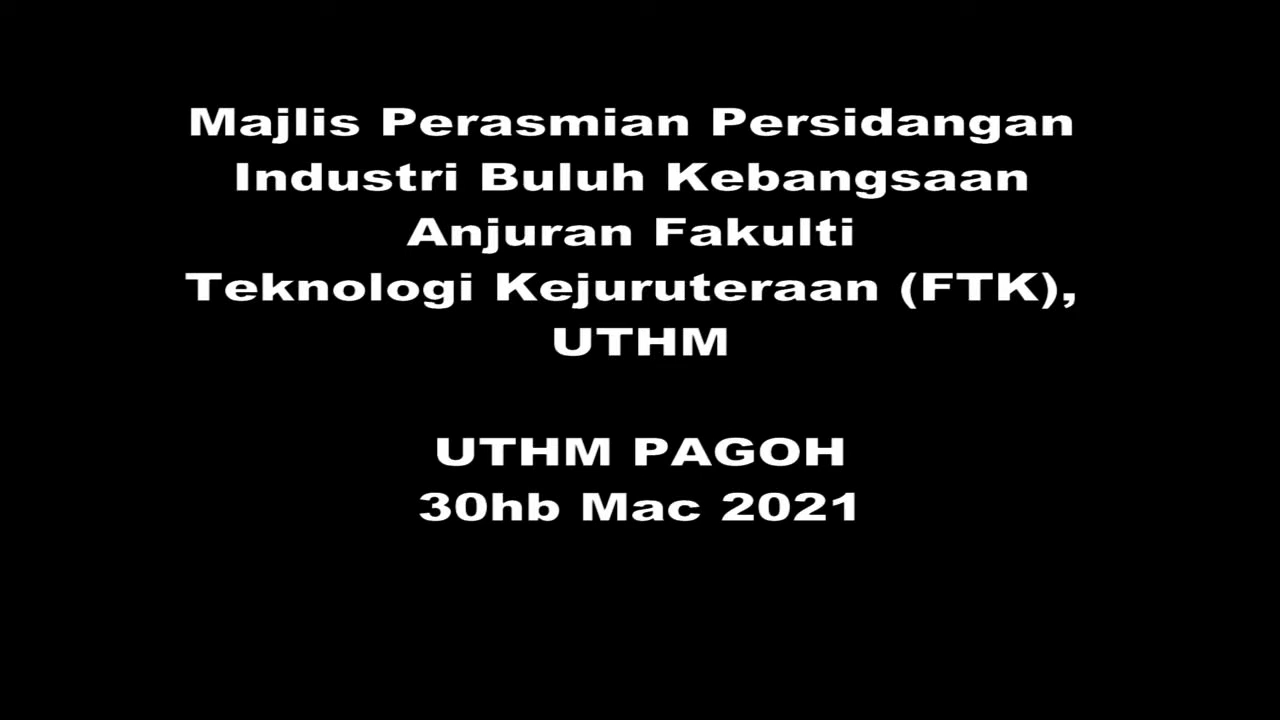 Majlis Perasmian Persidangan
Industri Buluh Kebangsaan
Anjuran Fakulti
Teknologi Kejuruteraan (FTK),
UTHM
UTHM PAGOH
30hb Mac 2021